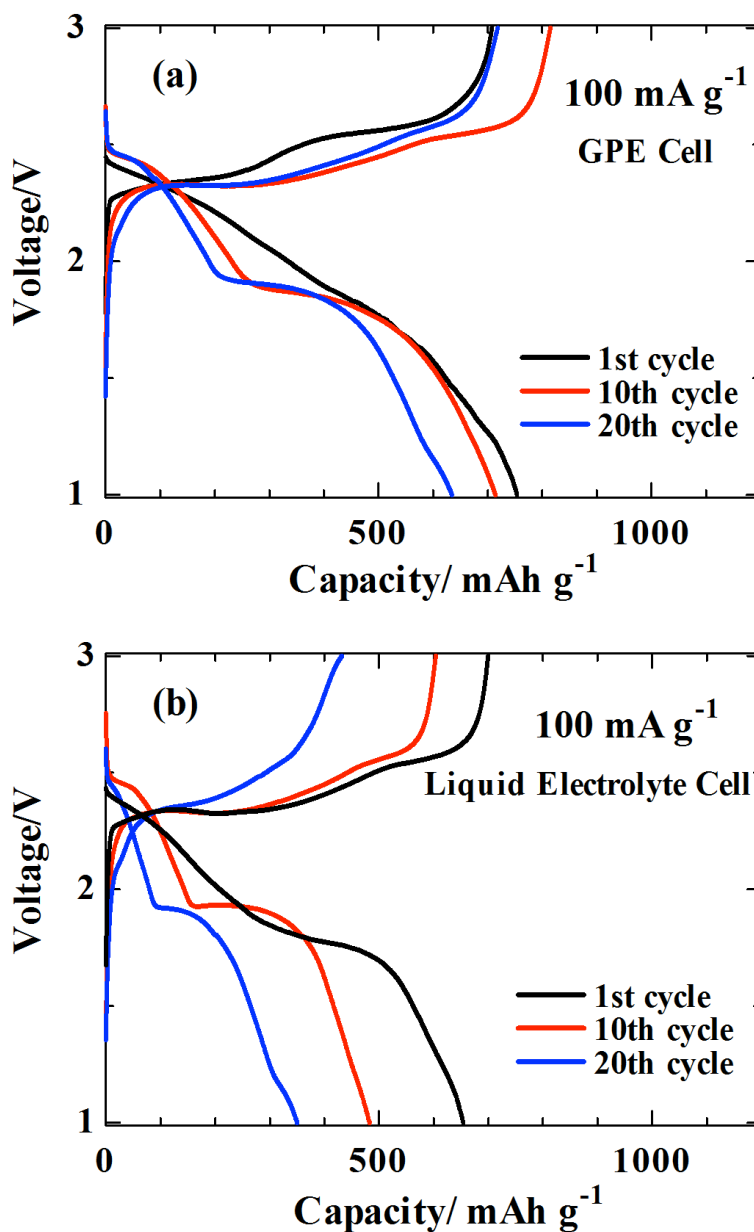 3
(a)
100 mA g⁻¹
GPE Cell
Voltage/V
2
1st cycle
10th cycle
20th cycle
1
0
500
1000
Capacity/ mAh g⁻¹
3
(b)
100 mA g⁻¹
Liquid Electrolyte Cell
Voltage/V
2
1st cycle
10th cycle
20th cycle
1
0
500
1000
Capacity/ mAh g⁻¹